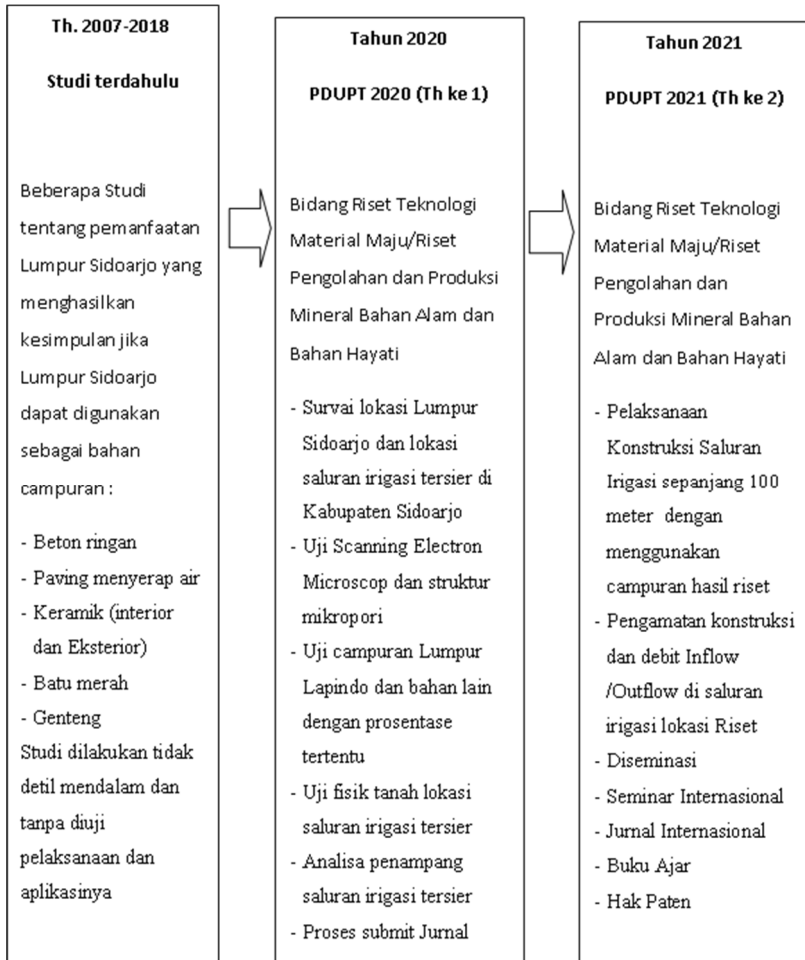 Th. 2007-2018
Studi terdahulu
Beberapa Studi
tentang pemanfaatan
Lumpur Sidoarjo yang
menghasilkan
kesimpulan jika
Lumpur Sidoarjo
dapat digunakan
sebagai bahan
campuran :
- Beton ringan
- Paving menyerap air
- Keramik (interior
dan Eksterior)
- Batu merah
- Genteng
Studi dilakukan tidak
detil mendalam dan
tanpa diuji
pelaksanaan dan
aplikasinya
Tahun 2020
PDUPT 2020 (Th ke 1)
Bidang Riset Teknologi
Material Maju/Riset
Pengolahan dan Produksi
Mineral Bahan Alam dan
Bahan Hayati
- Survai lokasi Lumpur
Sidoarjo dan lokasi
saluran irigasi tersier di
Kabupaten Sidoarjo
- Uji Scanning Electron
Microscop dan struktur
mikropori
- Uji campuran Lumpur
Lapindo dan bahan lain
dengan prosentase
tertentu
- Uji fisik tanah lokasi
saluran irigasi tersier
- Analisa penampang
saluran irigasi tersier
- Proses submit Jurnal
Tahun 2021
PDUPT 2021 (Th ke 2)
Bidang Riset Teknologi
Material Maju/Riset
Pengolahan dan
Produksi Mineral Bahan
Alam dan Bahan Hayati
- Pelaksanaan
Konstruksi Saluran
Irigasi sepanjang 100
meter dengan
menggunakan
campuran hasil riset
- Pengamatan konstruksi
dan debit Inflow
/Outflow di saluran
irigasi lokasi Riset
- Diseminasi
- Seminar Internasional
- Jurnal Internasional
- Buku Ajar
- Hak Paten